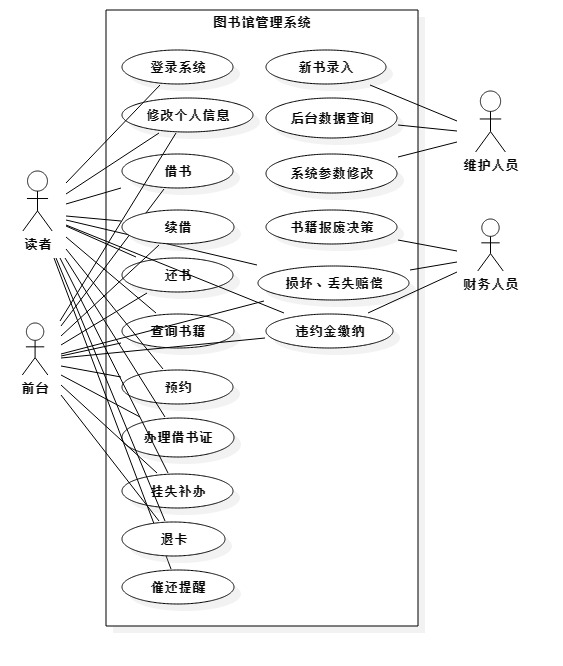 图书馆管理系统
登录系统
新书录入
修改个人信息
后台数据查询
维护人员
借书
系统参数修改
读者
续借
书籍报废决策
还书
损坏、丢失赔偿
财务人员
查询书籍
违约金缴纳
前台
预约
办理借书证
挂失补办
退卡
催还提醒